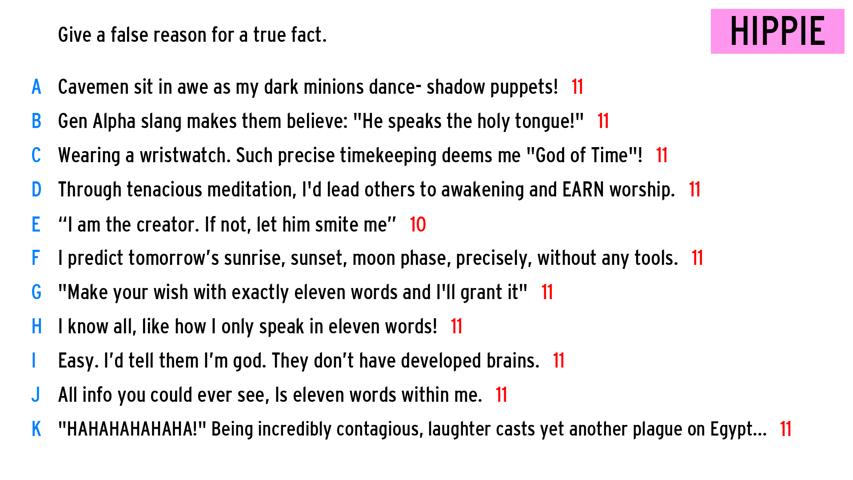 HIPPIE
Give a false reason for a true fact.
A Cavemen sit in awe as my dark minions dance- shadow puppets! 11
B Gen Alpha slang makes them believe: "He speaks the holy tongue!" 11
C Wearing a wristwatch. Such precise timekeeping deems me "God of Time"! 11
D Through tenacious meditation, I'd lead others to awakening and EARN worship. 11
E “I am the creator. If not, let him smite me” 10
F I predict tomorrow’s sunrise, sunset, moon phase, precisely, without any tools. 11
G "Make your wish with exactly eleven words and I'll grant it" 11
H I know all, like how I only speak in eleven words! 11
I Easy. I’d tell them I’m god. They don’t have developed brains. 11
J All info you could ever see, Is eleven words within me. 11
K "HAHAHAHAHAHA!" Being incredibly contagious, laughter casts yet another plague on Egypt... 11